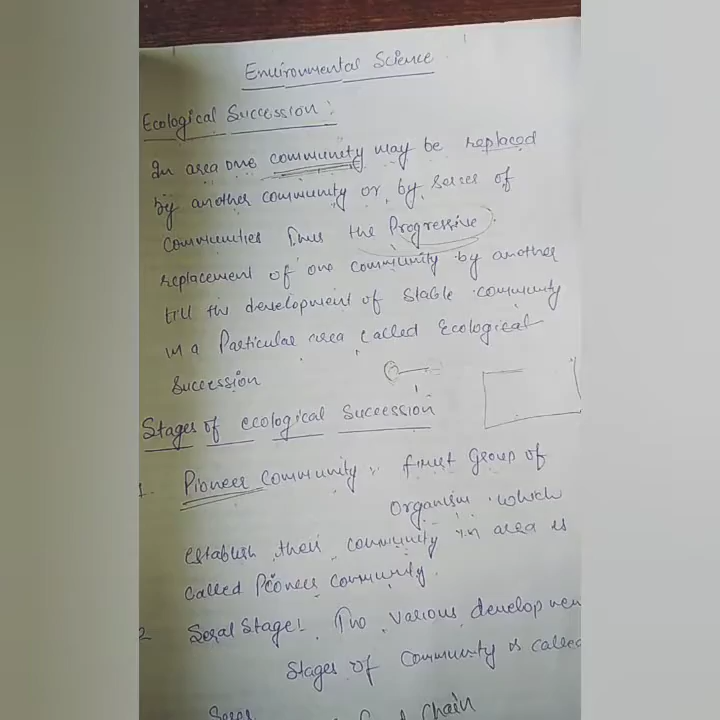 Environmental Science
Ecological Succession:
In area one community may be replaced
by another community or by series of
communities Thus the Progressive
replacement of one community by another
till the development of stable community
in a Particular area called Ecological
Succession
Stages of ecological Succession
1. Pioneer Community: first group of
organism which
establish their community in area is
called Pioneer community.
2 Seral Stage: The various developmen
Stages of community is called
Seres
Chain